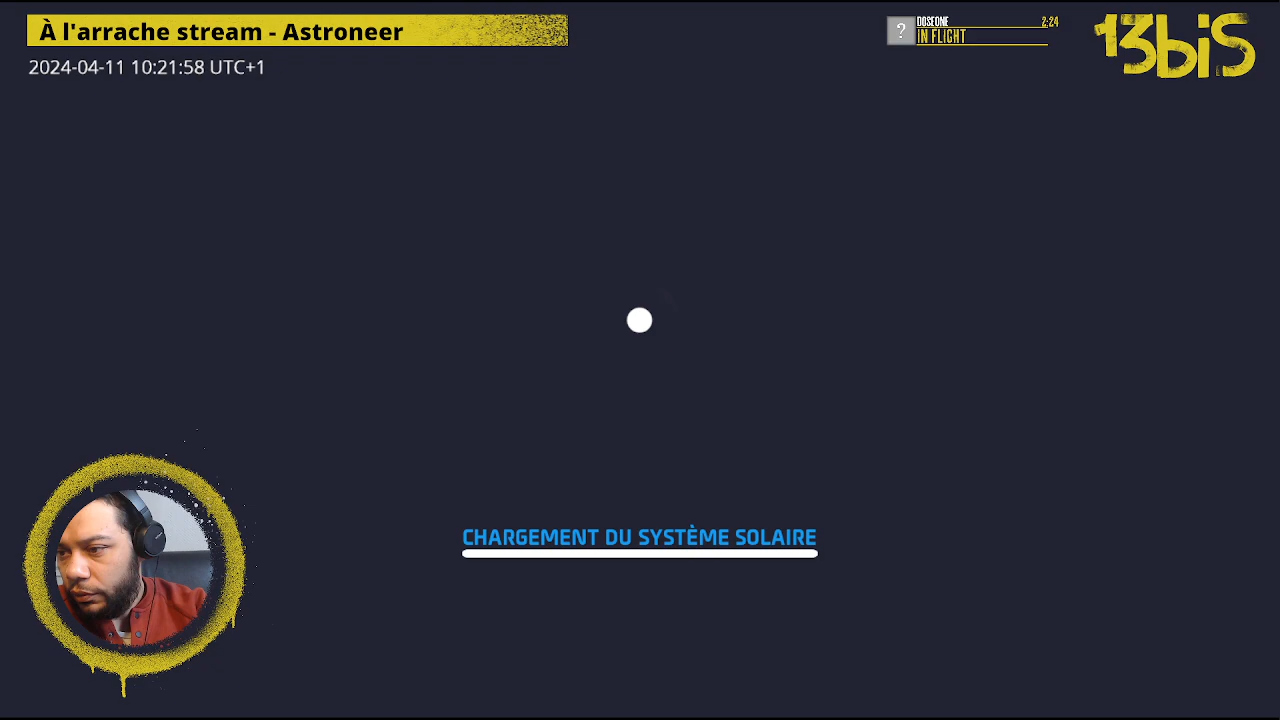 À l'arrache stream - Astroneer
2024-04-11 10:21:58 UTC+1
?
DOSEONE 2:24
IN FLIGHT
13biS
CHARGEMENT DU SYSTÈME SOLAIRE